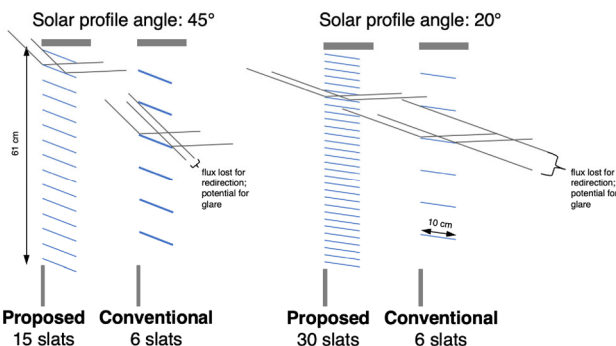 Solar profile angle: 45°
61 cm
flux lost for
redirection;
potential for
glare
Proposed
15 slats
Conventional
6 slats
Solar profile angle: 20°
flux lost for
redirection;
potential for
glare
10 cm
Proposed
30 slats
Conventional
6 slats